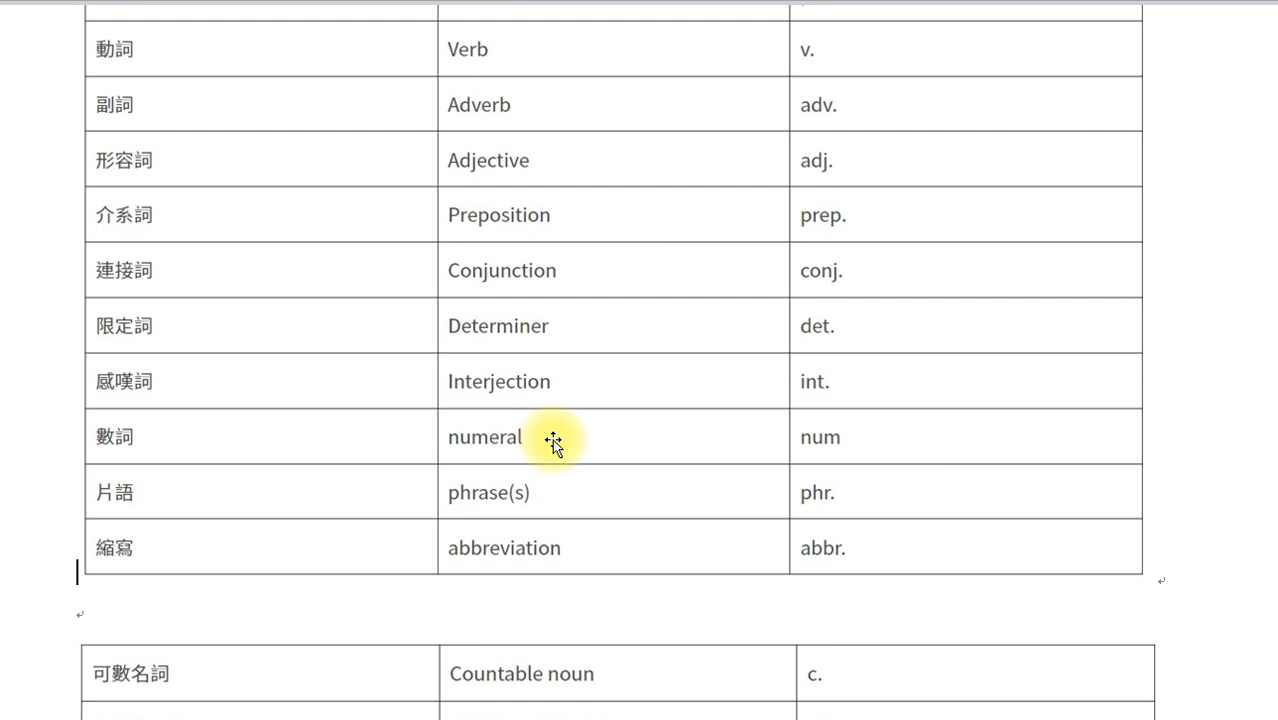 動詞 Verb v.
副詞 Adverb adv.
形容詞 Adjective adj.
介系詞 Preposition prep.
連接詞 Conjunction conj.
限定詞 Determiner det.
感嘆詞 Interjection int.
數詞 numeral num
片語 phrase(s) phr.
縮寫 abbreviation abbr.
可數名詞 Countable noun c.